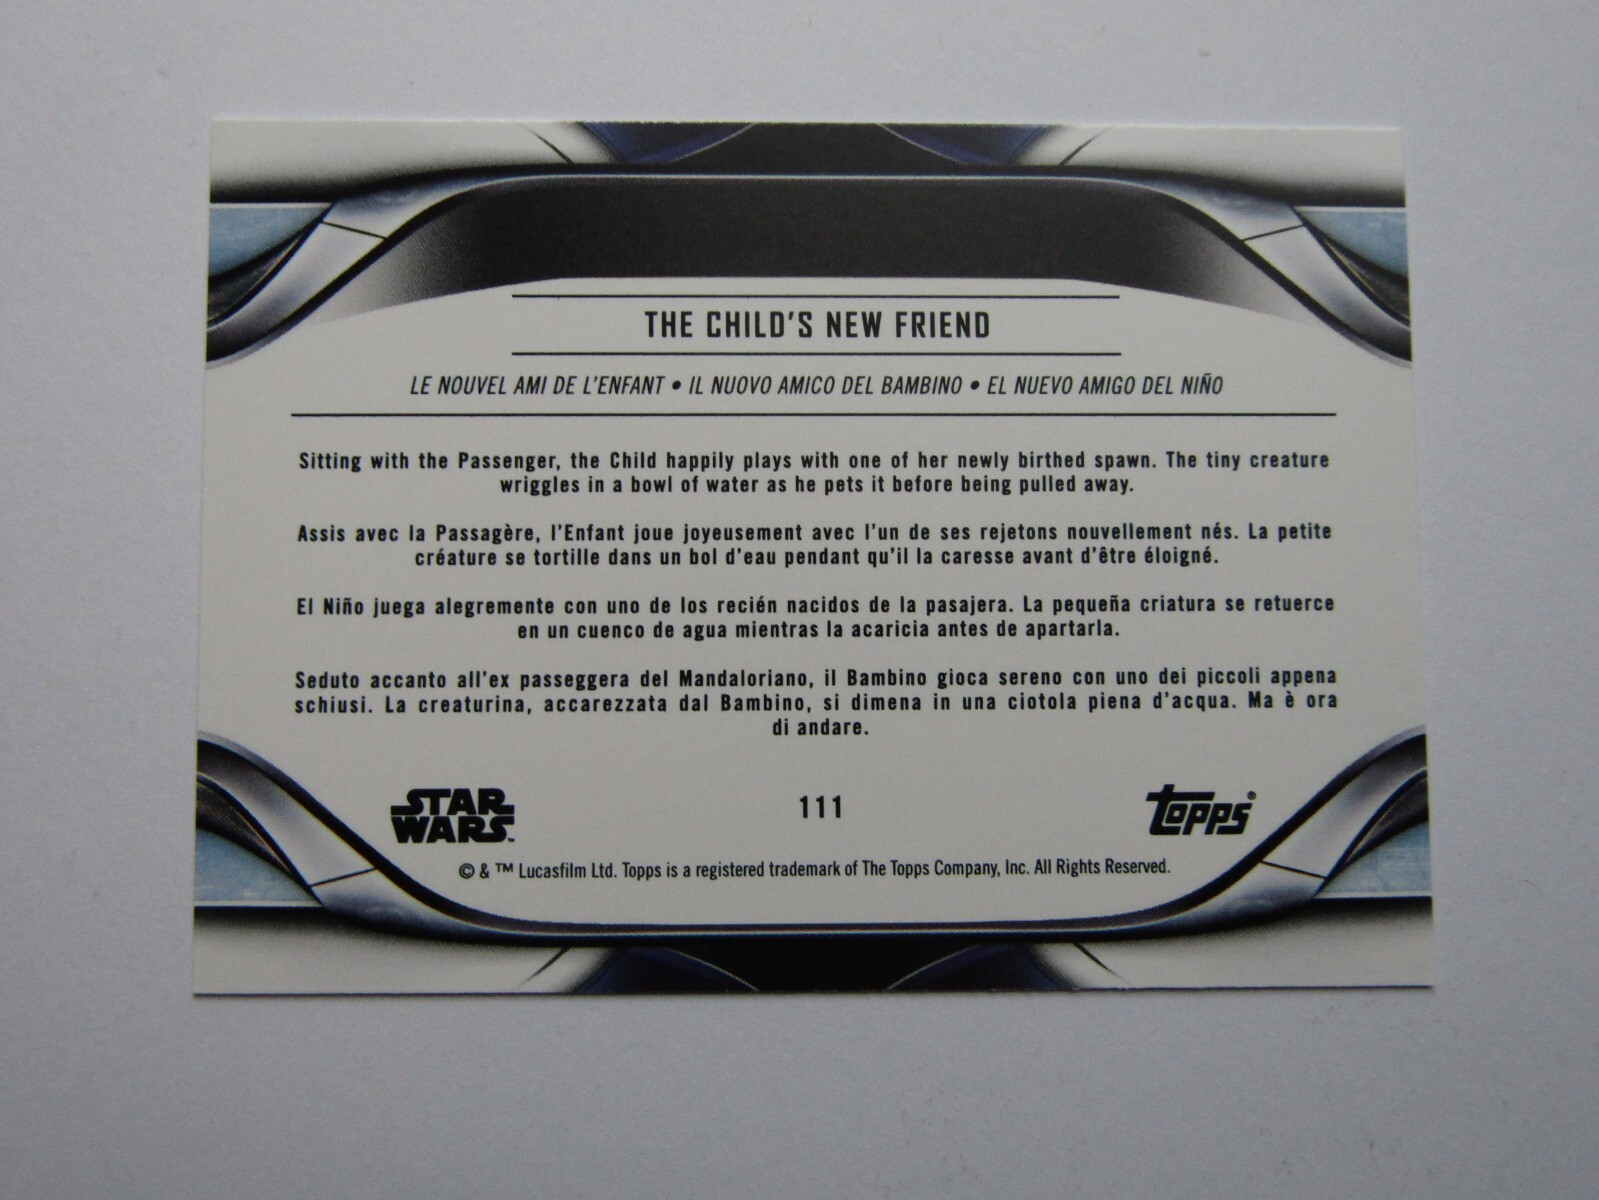 THE CHILD'S NEW FRIEND
LE NOUVEL AMI DE L'ENFANT • IL NUOVO AMICO DEL BAMBINO • EL NUEVO AMIGO DEL NIÑO
Sitting with the Passenger, the Child happily plays with one of her newly birthed spawn. The tiny creature
wriggles in a bowl of water as he pets it before being pulled away.
Assis avec la Passagère, l'Enfant joue joyeusement avec l'un de ses rejetons nouvellement nés. La petite
créature se tortille dans un bol d'eau pendant qu'il la caresse avant d'être éloigné.
El Niño juega alegremente con uno de los recién nacidos de la pasajera. La pequeña criatura se retuerce
en un cuenco de agua mientras la acaricia antes de apartarla.
Seduto accanto all'ex passeggera del Mandaloriano, il Bambino gioca sereno con uno dei piccoli appena
schiusi. La creaturina, accarezzata dal Bambino, si dimena in una ciotola piena d'acqua. Ma è ora
di andare.
STAR
WARS™
111
Topps®
© & ™ Lucasfilm Ltd. Topps is a registered trademark of The Topps Company, Inc. All Rights Reserved.